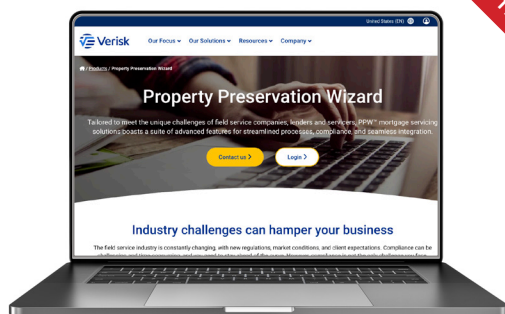 United States (EN)
Verisk
Our Focus
Our Solutions
Resources
Company
/ Products / Property Preservation Wizard
Property Preservation Wizard
Tailored to meet the unique challenges of field service companies, lenders and servicers, PPW™ mortgage servicing
solutions boasts a suite of advanced features for streamlined processes, compliance, and seamless integration.
Contact us >
Login >
Industry challenges can hamper your business
The field service industry is constantly changing, with new regulations, market conditions, and client expectations. Compliance can be